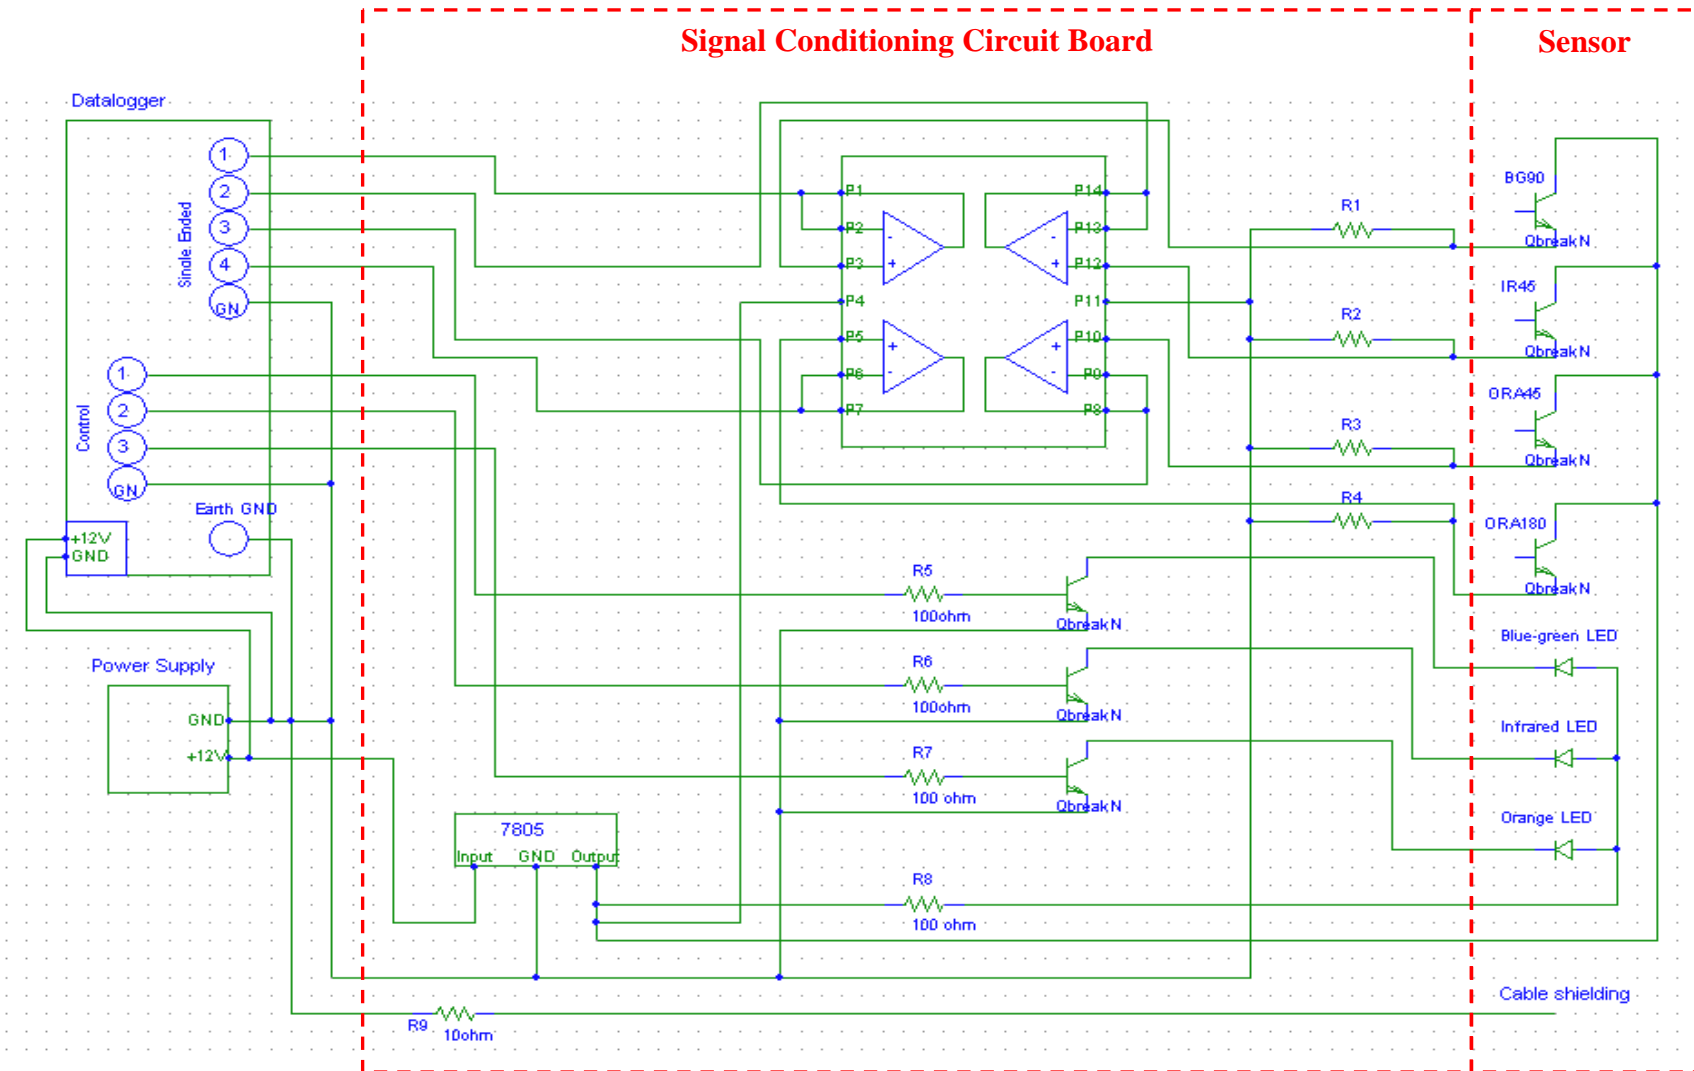 Signal Conditioning Circuit Board
Sensor
Datalogger
1
2
3
4
GN
Single Ended
Control
1
2
3
GN
Earth GND
+12V
GND
Power Supply
GND
+12V
7805
Input GND Output
P1
P2
P3
P4
P5
P6
P7
P14
P13
P12
P11
P10
P9
P8
- + - +
+ - + -
R1
R2
R3
R4
R5
100ohm
QbreakN
R6
100ohm
QbreakN
R7
100 ohm
QbreakN
R8
100 ohm
R9
10ohm
BG90
QbreakN
IR45
QbreakN
ORA45
QbreakN
ORA180
QbreakN
Blue-green LED
Infrared LED
Orange LED
Cable shielding